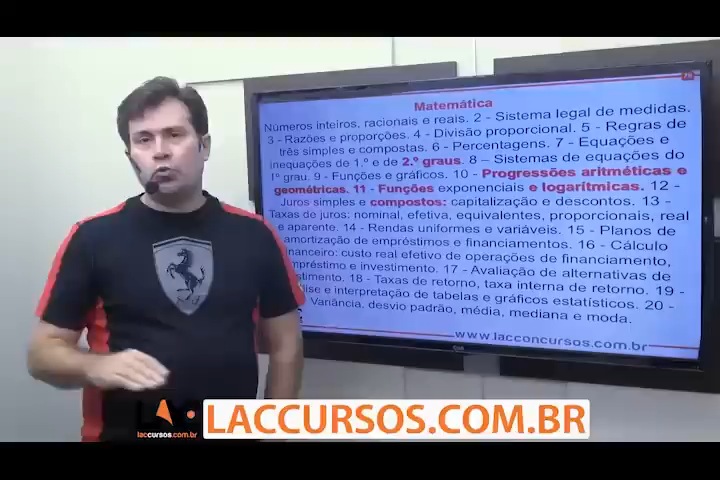 Matemática
Números inteiros, racionais e reais. 2 - Sistema legal de medidas.
3 - Razões e proporções. 4 - Divisão proporcional. 5 - Regras de
três simples e compostas. 6 - Percentagens. 7 - Equações e
inequações de 1.º e de 2.º graus. 8 – Sistemas de equações do
1º grau. 9 - Funções e gráficos. 10 - Progressões aritméticas e
geométricas. 11 - Funções exponenciais e logarítmicas. 12 -
Juros simples e compostos: capitalização e descontos. 13 -
Taxas de juros: nominal, efetiva, equivalentes, proporcionais, real
e aparente. 14 - Rendas uniformes e variáveis. 15 - Planos de
amortização de empréstimos e financiamentos. 16 - Cálculo
nanceiro: custo real efetivo de operações de financiamento,
mpréstimo e investimento. 17 - Avaliação de alternativas de
stimento. 18 - Taxas de retorno, taxa interna de retorno. 19 -
lise e interpretação de tabelas e gráficos estatísticos. 20 -
Variância, desvio padrão, média, mediana e moda.
www.lacconcursos.com.br
LACCURSOS.COM.BR
laccursos.com.br